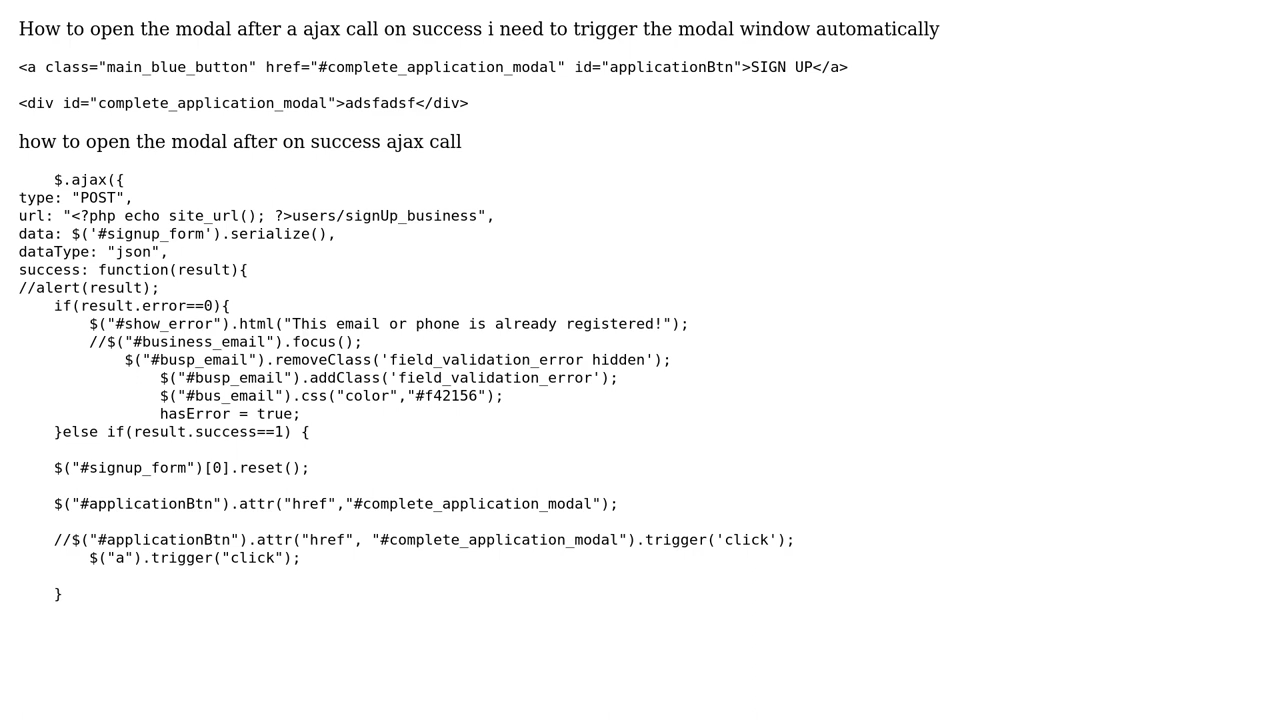 How to open the modal after a ajax call on success i need to trigger the modal window automatically
<a class="main_blue_button" href="#complete_application_modal" id="applicationBtn">SIGN UP</a>
<div id="complete_application_modal">adsfadsf</div>
how to open the modal after on success ajax call
    $.ajax({
type: "POST",
url: "<?php echo site_url(); ?>users/signUp_business",
data: $('#signup_form').serialize(),
dataType: "json",
success: function(result){
//alert(result);
    if(result.error==0){
        $("#show_error").html("This email or phone is already registered!");
        //$("#business_email").focus();
            $("#busp_email").removeClass('field_validation_error hidden');
                $("#busp_email").addClass('field_validation_error');
                $("#bus_email").css("color","#f42156");
                hasError = true;
    }else if(result.success==1) {
    $("#signup_form")[0].reset();
    $("#applicationBtn").attr("href","#complete_application_modal");
    //$("#applicationBtn").attr("href", "#complete_application_modal").trigger('click');
        $("a").trigger("click");
    }